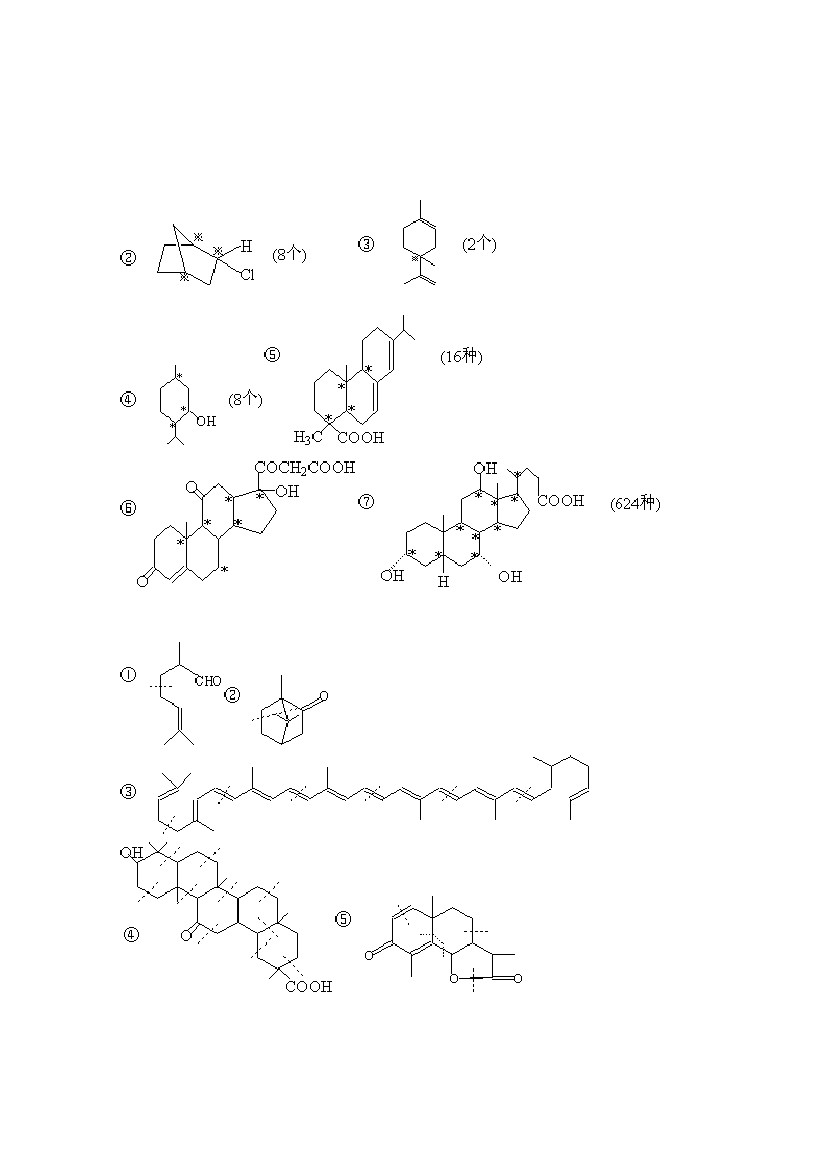 ② ※ ※ ※ H Cl (8个) ③ ※ (2个)
④ * * * OH (8个) ⑤ * * * * H₃C COOH (16种)
⑥ O COCH₂COOH OH * * * * * O ⑦ OH * * * * * * * * * * COOH OH H OH (624种)
① CHO ② O
③
④ OH O COOH ⑤ O O O